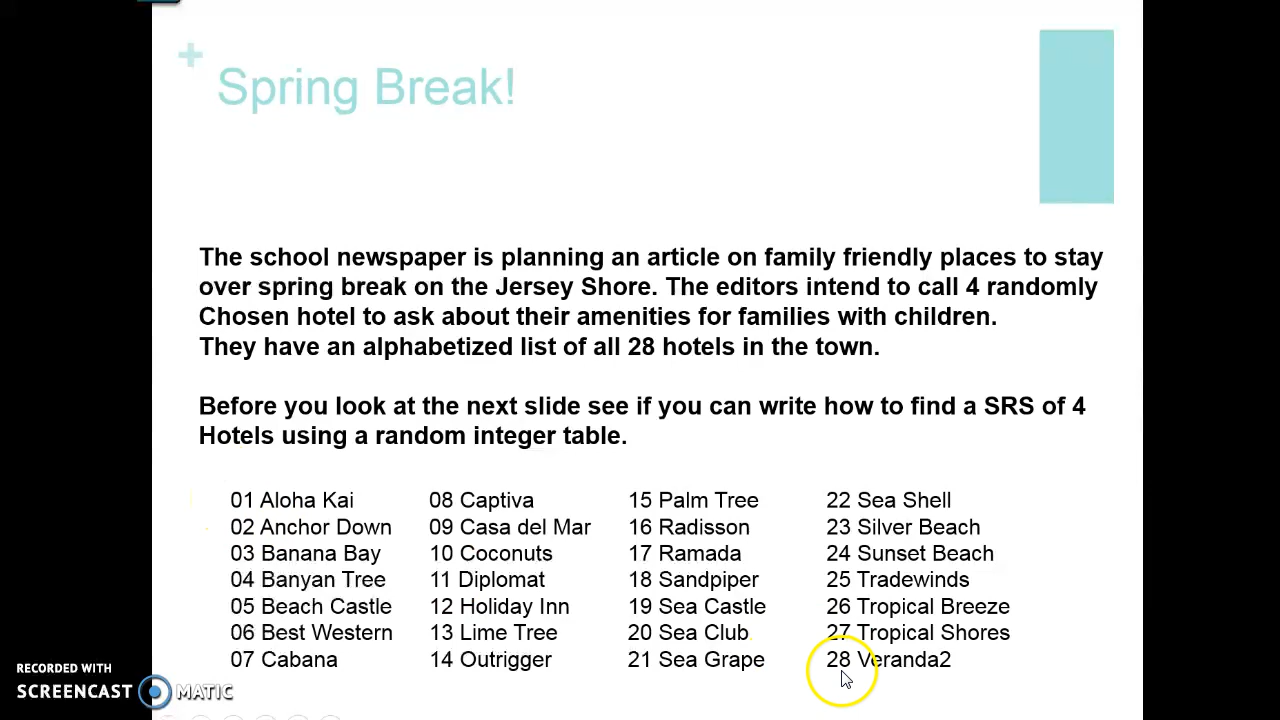 + Spring Break!
The school newspaper is planning an article on family friendly places to stay
over spring break on the Jersey Shore. The editors intend to call 4 randomly
Chosen hotel to ask about their amenities for families with children.
They have an alphabetized list of all 28 hotels in the town.
Before you look at the next slide see if you can write how to find a SRS of 4
Hotels using a random integer table.
01 Aloha Kai
02 Anchor Down
03 Banana Bay
04 Banyan Tree
05 Beach Castle
06 Best Western
07 Cabana
08 Captiva
09 Casa del Mar
10 Coconuts
11 Diplomat
12 Holiday Inn
13 Lime Tree
14 Outrigger
15 Palm Tree
16 Radisson
17 Ramada
18 Sandpiper
19 Sea Castle
20 Sea Club
21 Sea Grape
22 Sea Shell
23 Silver Beach
24 Sunset Beach
25 Tradewinds
26 Tropical Breeze
27 Tropical Shores
28 Veranda2
RECORDED WITH
SCREENCAST MATIC